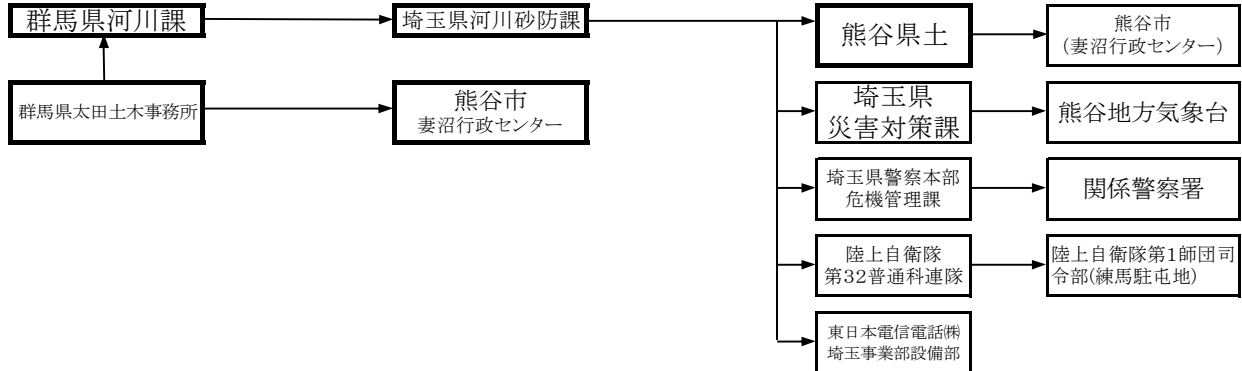 群馬県河川課
埼玉県河川砂防課
熊谷県土
熊谷市
(妻沼行政センター)
群馬県太田土木事務所
熊谷市
妻沼行政センター
埼玉県
災害対策課
熊谷地方気象台
埼玉県警察本部
危機管理課
関係警察署
陸上自衛隊
第32普通科連隊
陸上自衛隊第1師団司
令部(練馬駐屯地)
東日本電信電話㈱
埼玉事業部設備部